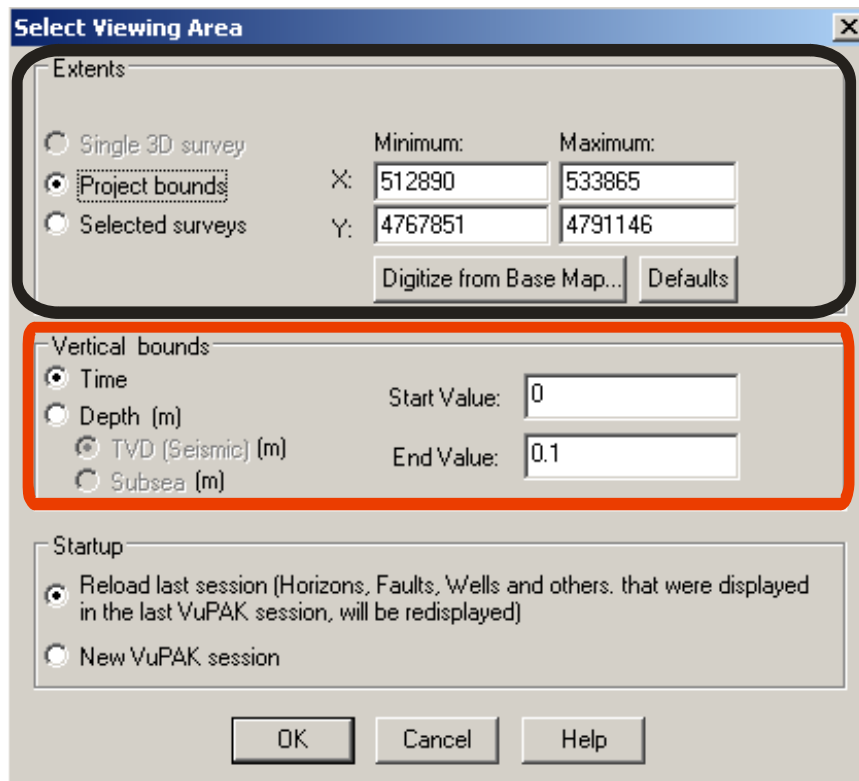 Select Viewing Area
Extents
Single 3D survey
Minimum: Maximum:
Project bounds X: 512890 533865
Selected surveys Y: 4767851 4791146
Digitize from Base Map... Defaults
Vertical bounds
Time
Start Value: 0
Depth (m)
TVD (Seismic) (m)
End Value: 0.1
Subsea (m)
Startup
Reload last session (Horizons, Faults, Wells and others. that were displayed
in the last VuPAK session, will be redisplayed)
New VuPAK session
OK Cancel Help